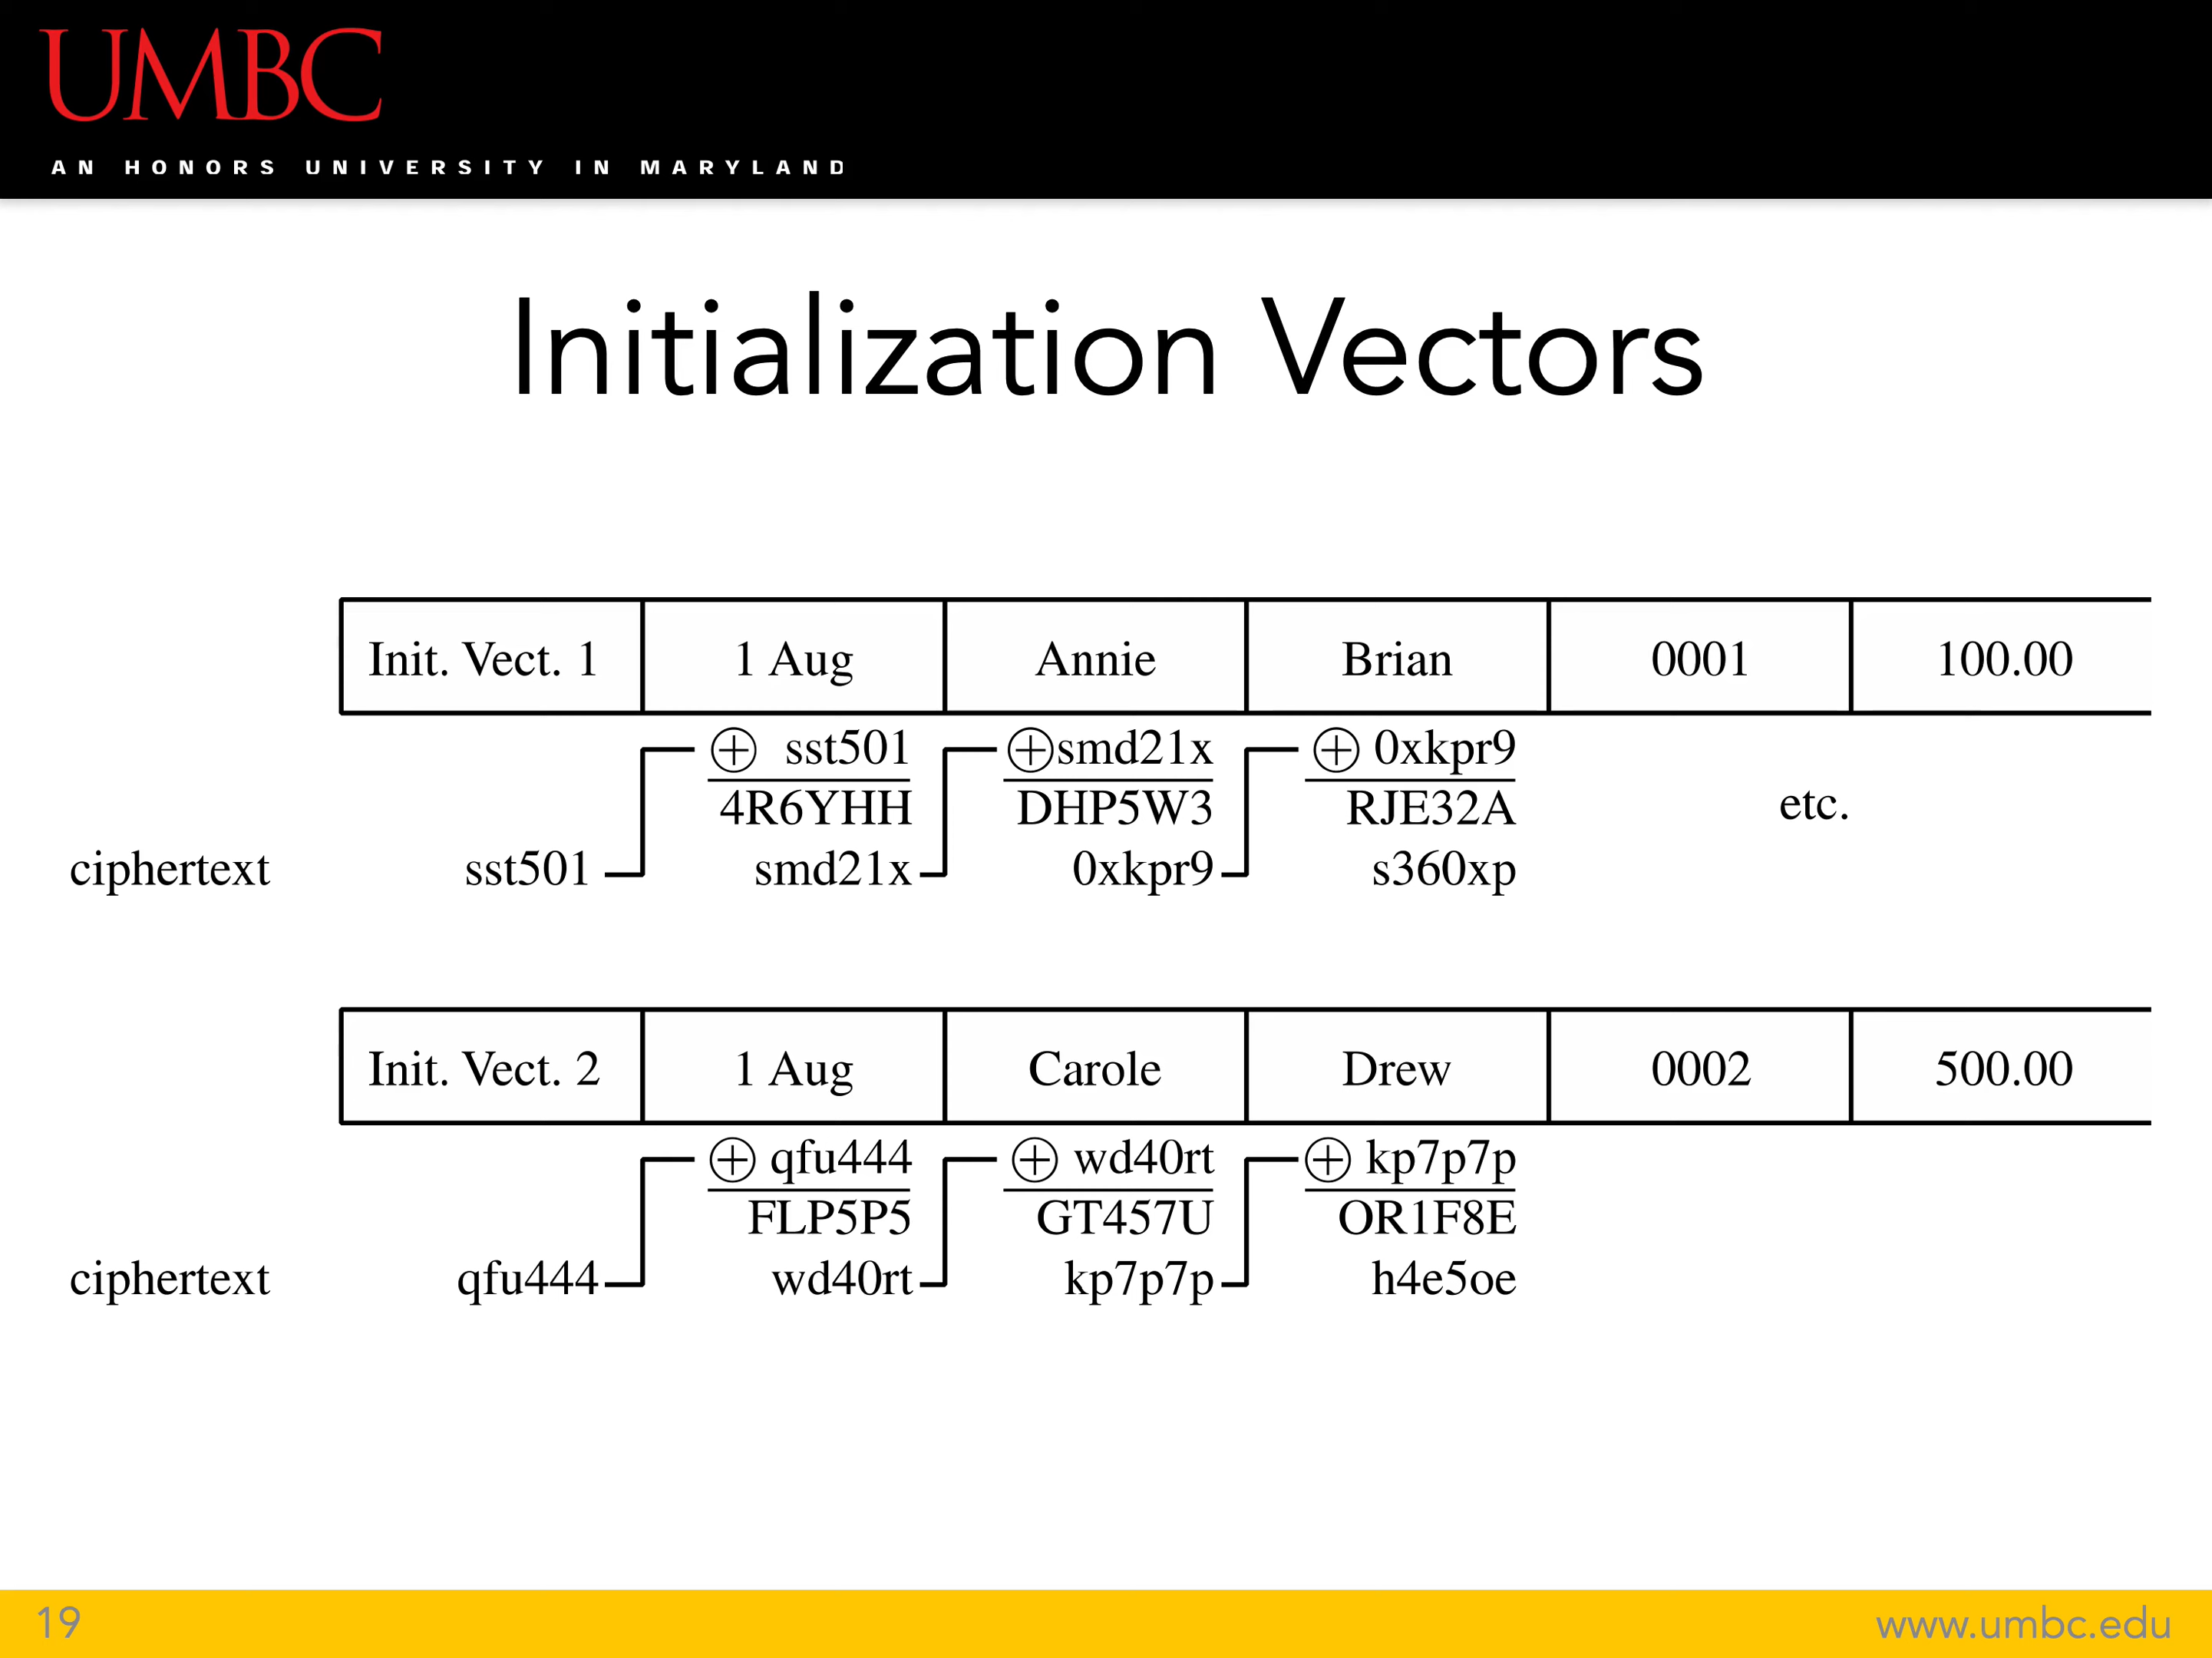 UMBC
AN HONORS UNIVERSITY IN MARYLAND
Initialization Vectors
Init. Vect. 1 1 Aug Annie Brian 0001 100.00
⊕ sst501 ⊕smd21x ⊕ 0xkpr9
4R6YHH DHP5W3 RJE32A etc.
ciphertext sst501 smd21x 0xkpr9 s360xp
Init. Vect. 2 1 Aug Carole Drew 0002 500.00
⊕ qfu444 ⊕ wd40rt ⊕ kp7p7p
FLP5P5 GT457U OR1F8E
ciphertext qfu444 wd40rt kp7p7p h4e5oe
19 www.umbc.edu